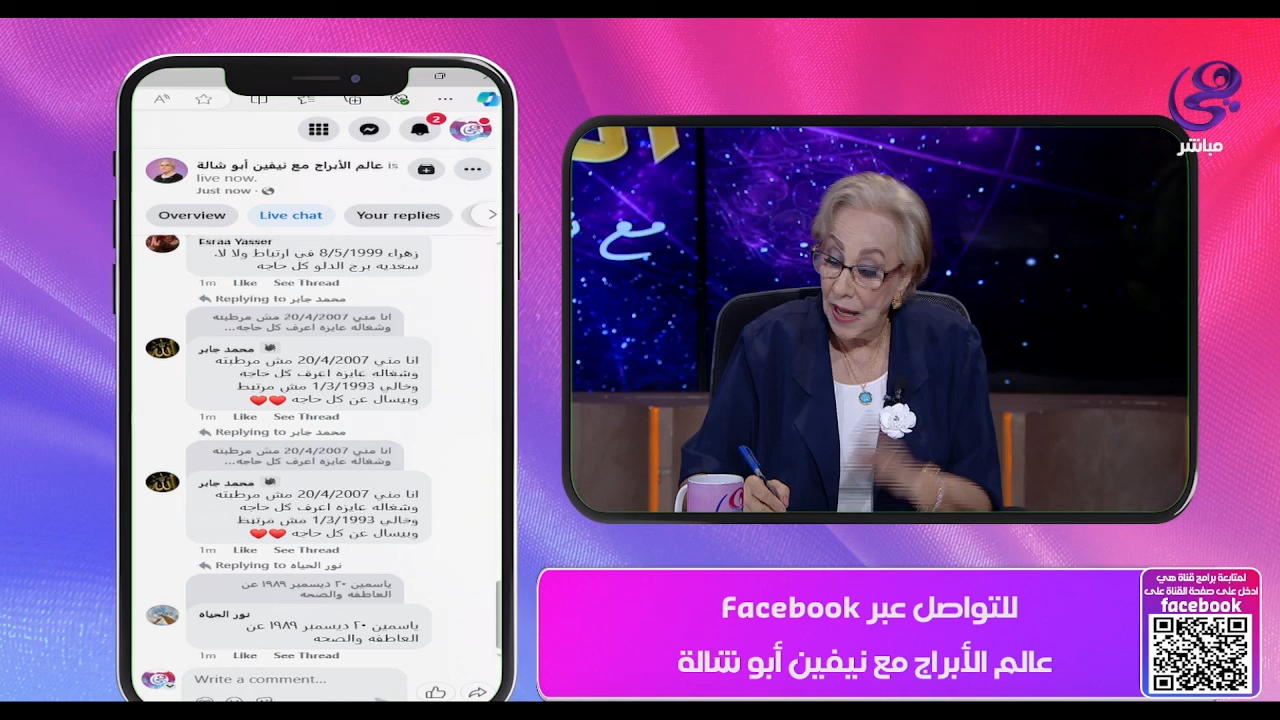 2
عالم الأبراج مع نيفين أبو شالة is
live now.
Just now
Overview
Live chat
Your replies
Esraa Yasser
زهراء 8/5/1999 في ارتباط ولا لا.
سعديه برج الدلو كل حاجه
1m Like See Thread
Replying to محمد جابر
انا مني 20/4/2007 مش مرطبته
وشغاله عايزة اعرف كل حاجه...
محمد جابر
انا مني 20/4/2007 مش مرطبته
وشغاله عايزة اعرف كل حاجه
وخالي 1/3/1993 مش مرتبط
وبيسال عن كل حاجه ❤️❤️
1m Like See Thread
Replying to محمد جابر
انا مني 20/4/2007 مش مرطبته
وشغاله عايزة اعرف كل حاجه...
محمد جابر
انا مني 20/4/2007 مش مرطبته
وشغاله عايزة اعرف كل حاجه
وخالي 1/3/1993 مش مرتبط
وبيسال عن كل حاجه ❤️❤️
1m Like See Thread
Replying to نور الحياه
ياسمين ٢٠ ديسمبر ١٩٨٩ عن
العاطفه والصحه
نور الحياه
ياسمين ٢٠ ديسمبر ١٩٨٩ عن
العاطفه والصحه
1m Like See Thread
Write a comment...
مع
هي
مباشر
للتواصل عبر Facebook
عالم الأبراج مع نيفين أبو شالة
لمتابعة برامج قناة هي
ادخل على صفحة القناة على
facebook